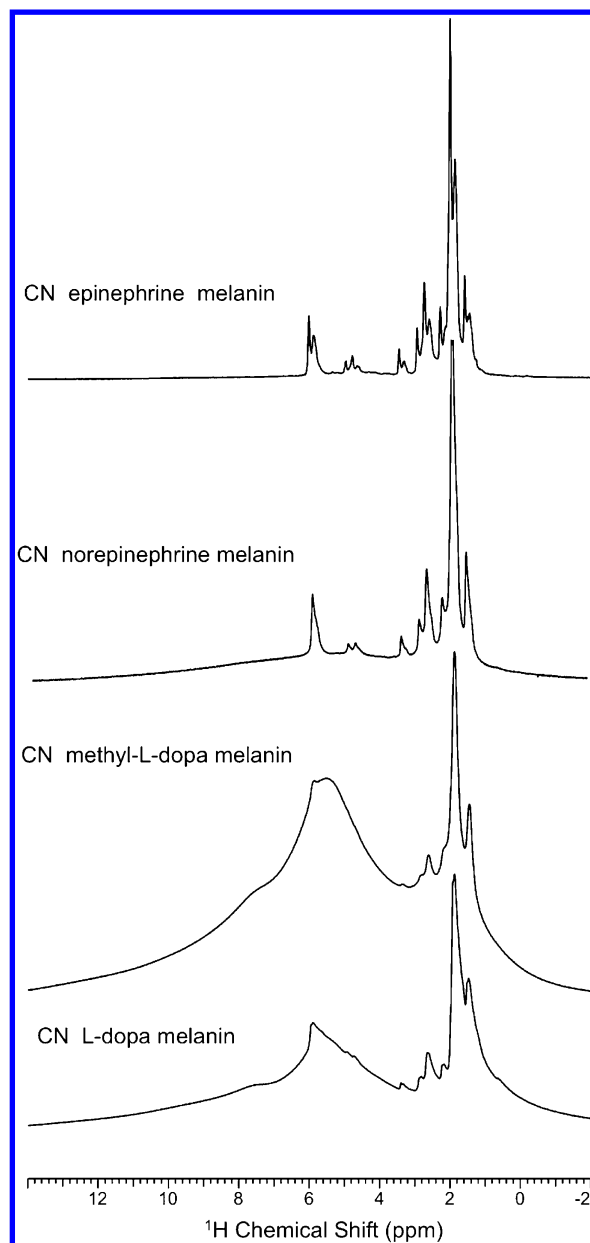 CN epinephrine melanin
CN norepinephrine melanin
CN methyl-L-dopa melanin
CN L-dopa melanin
12 10 8 6 4 2 0 -2
¹H Chemical Shift (ppm)